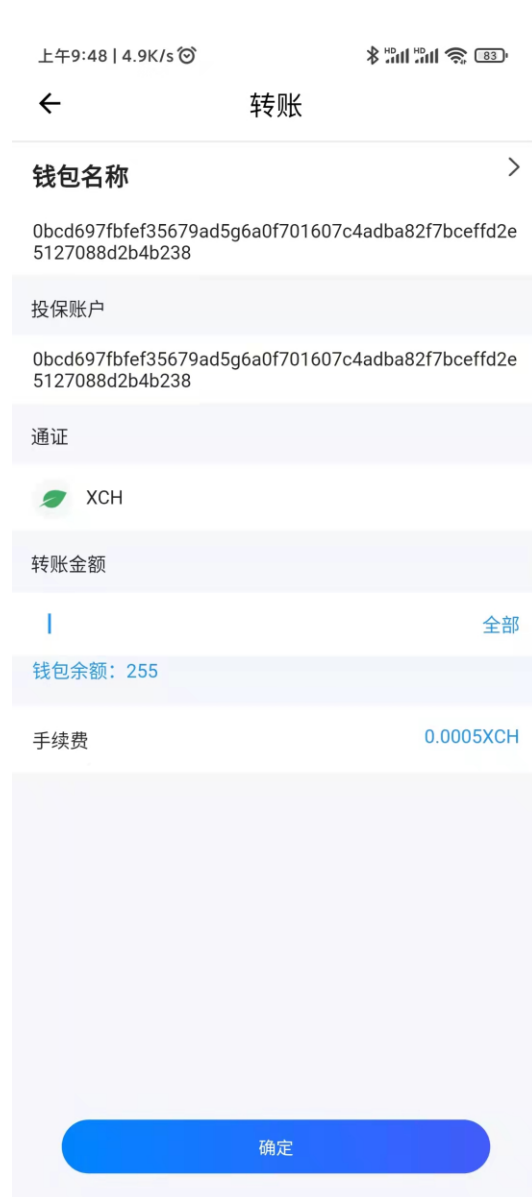 上午9:48 | 4.9K/s
HD HD 83
转账
钱包名称
0bcd697fbfef35679ad5g6a0f701607c4adba82f7bceffd2e
5127088d2b4b238
投保账户
0bcd697fbfef35679ad5g6a0f701607c4adba82f7bceffd2e
5127088d2b4b238
通证
XCH
转账金额
全部
钱包余额：255
手续费
0.0005XCH
确定